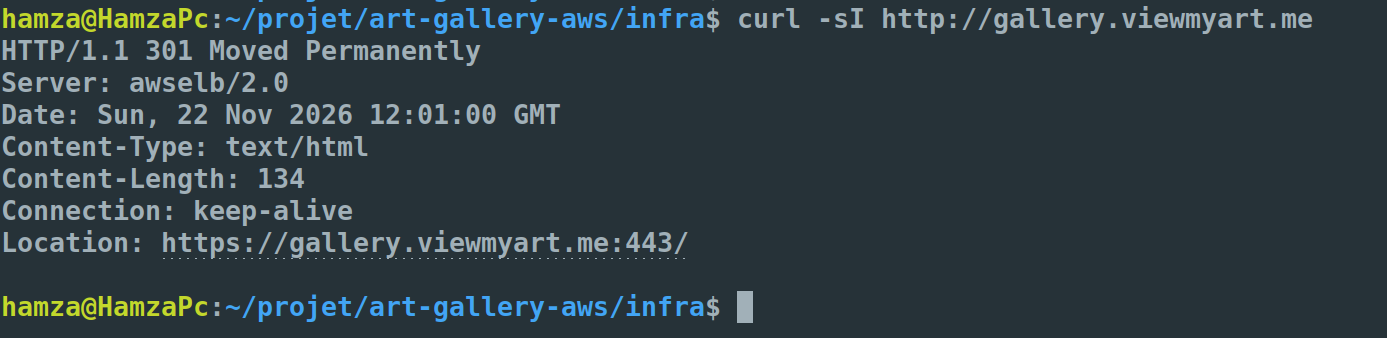 hamza@HamzaPc:~/projet/art-gallery-aws/infra$ curl -sI http://gallery.viewmyart.me
HTTP/1.1 301 Moved Permanently
Server: awselb/2.0
Date: Sun, 22 Nov 2026 12:01:00 GMT
Content-Type: text/html
Content-Length: 134
Connection: keep-alive
Location: https://gallery.viewmyart.me:443/
hamza@HamzaPc:~/projet/art-gallery-aws/infra$